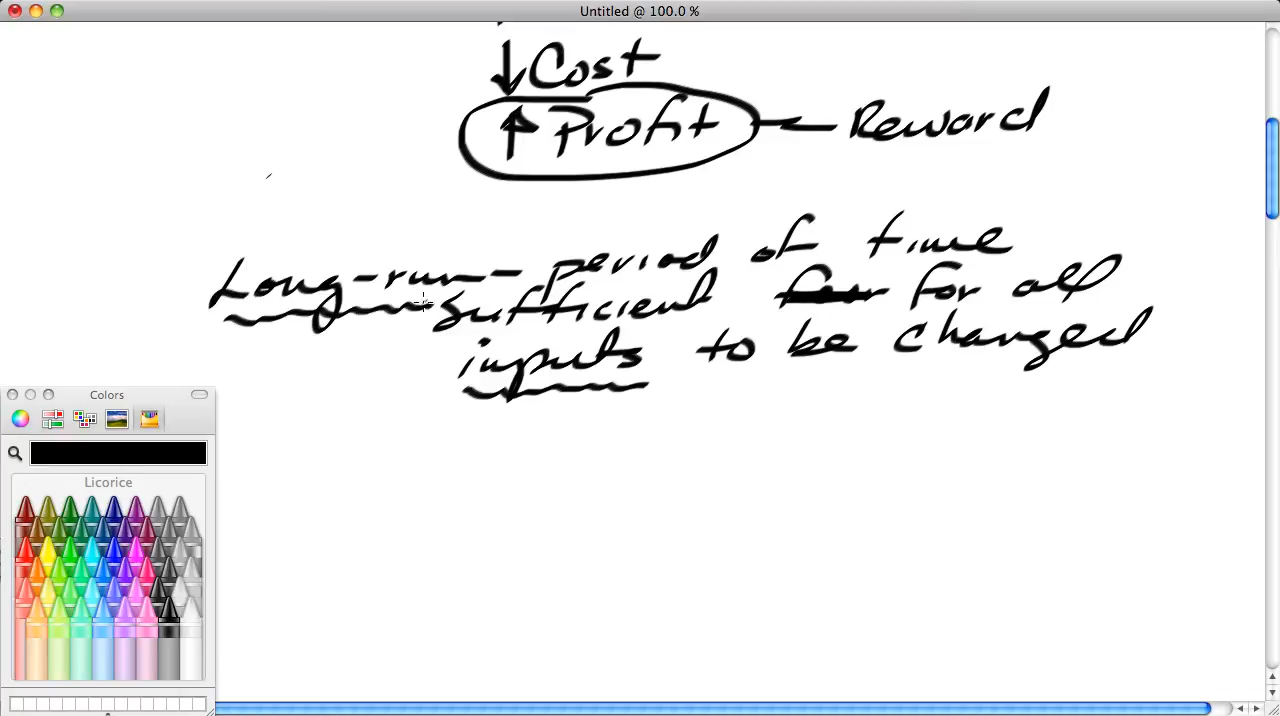 Untitled @ 100.0 %
↓ Cost
↑ Profit ← Reward
Long-run - period of time
sufficient for all
inputs to be changed
Colors
Licorice